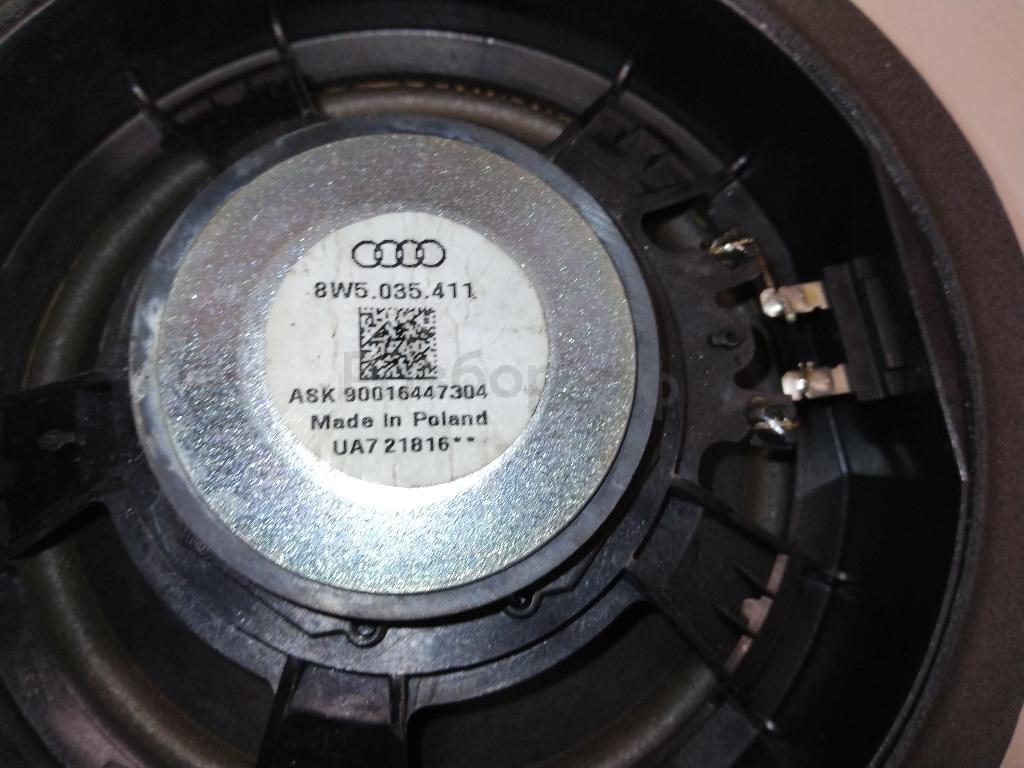 8W5.035.411
ASK 90016447304
Made in Poland
UA7 21816**